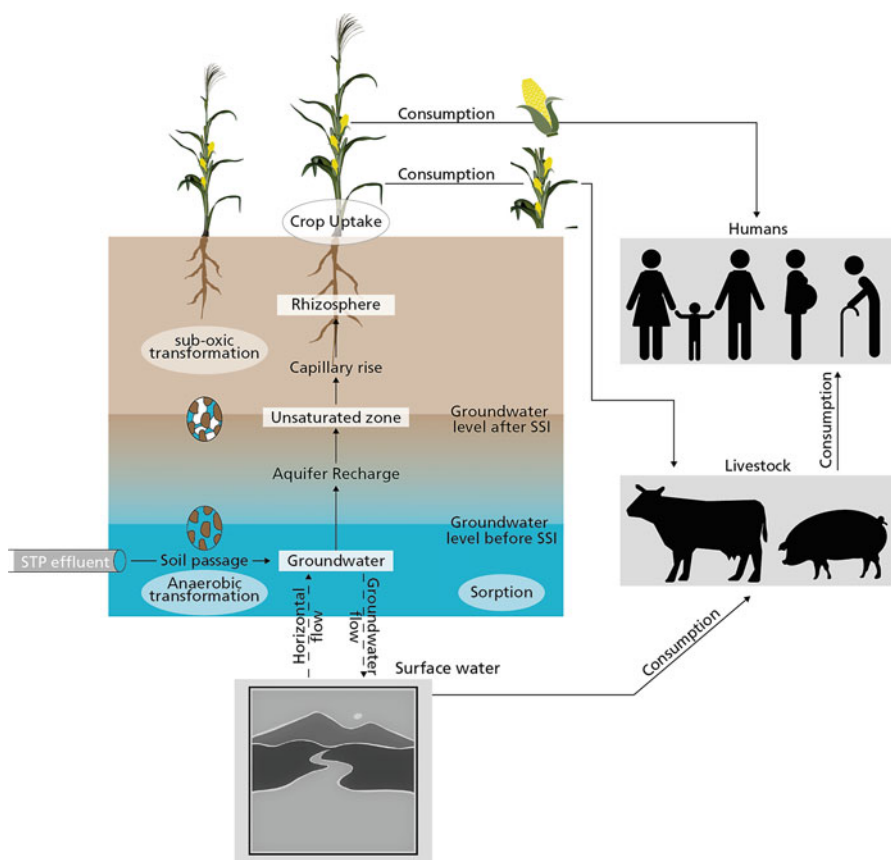 Consumption
Consumption
Crop Uptake
Humans
Rhizosphere
sub-oxic
transformation
Capillary rise
Unsaturated zone
Groundwater
level after SSI
Consumption
Livestock
Aquifer Recharge
Groundwater
level before SSI
STP effluent
Soil passage
Groundwater
Anaerobic
transformation
Sorption
Horizontal
flow
Groundwater
flow
Surface water
Consumption